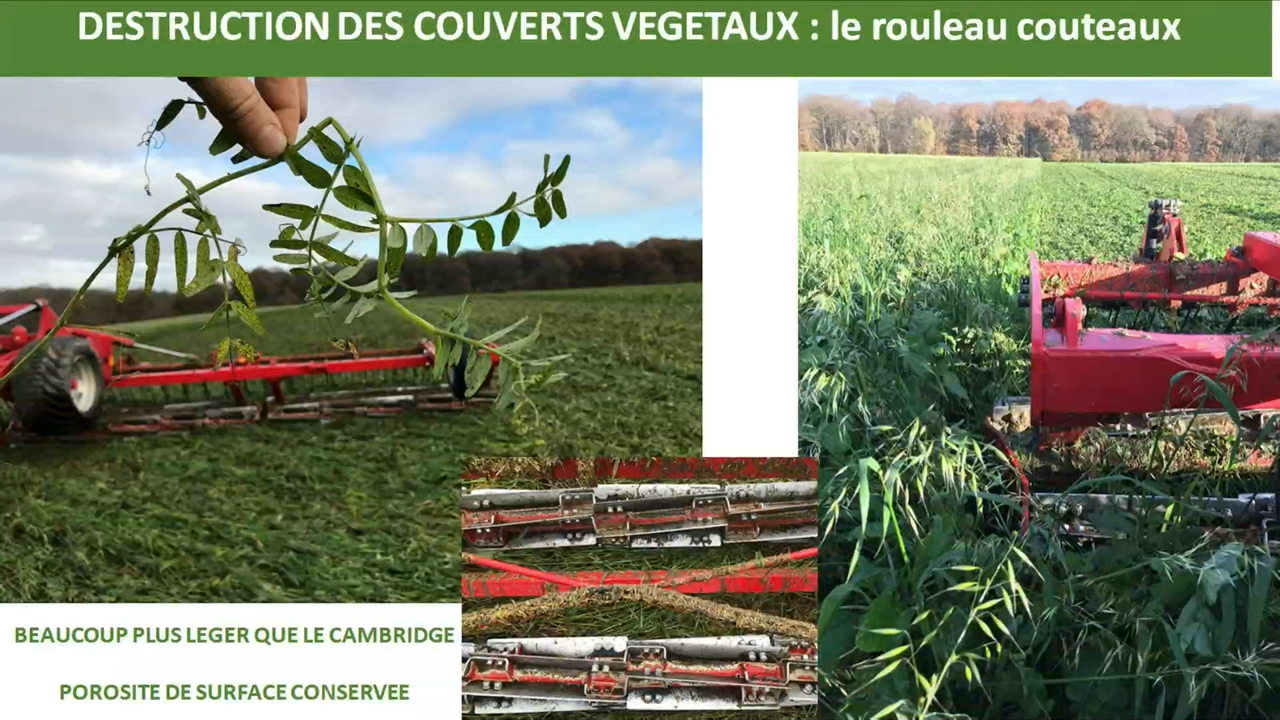 DESTRUCTION DES COUVERTS VEGETAUX : le rouleau couteaux
BEAUCOUP PLUS LEGER QUE LE CAMBRIDGE
POROSITE DE SURFACE CONSERVEE